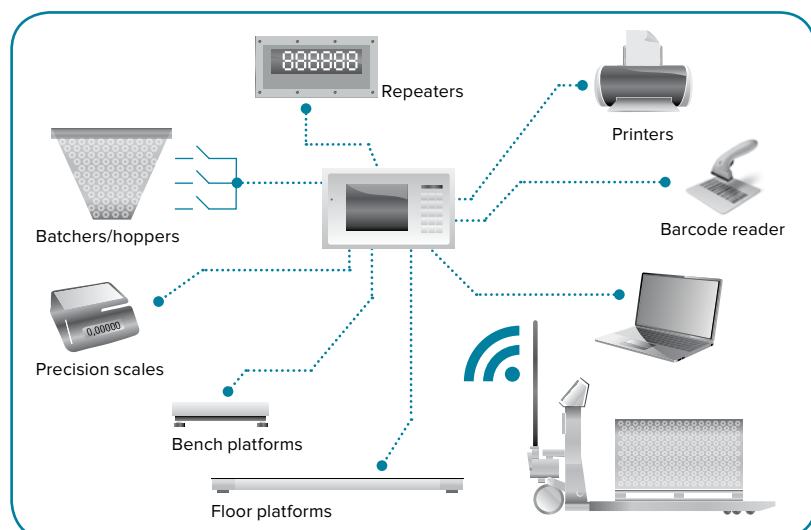 888888
Repeaters
Printers
Batchers/hoppers
Barcode reader
0,00000
Precision scales
Bench platforms
Floor platforms